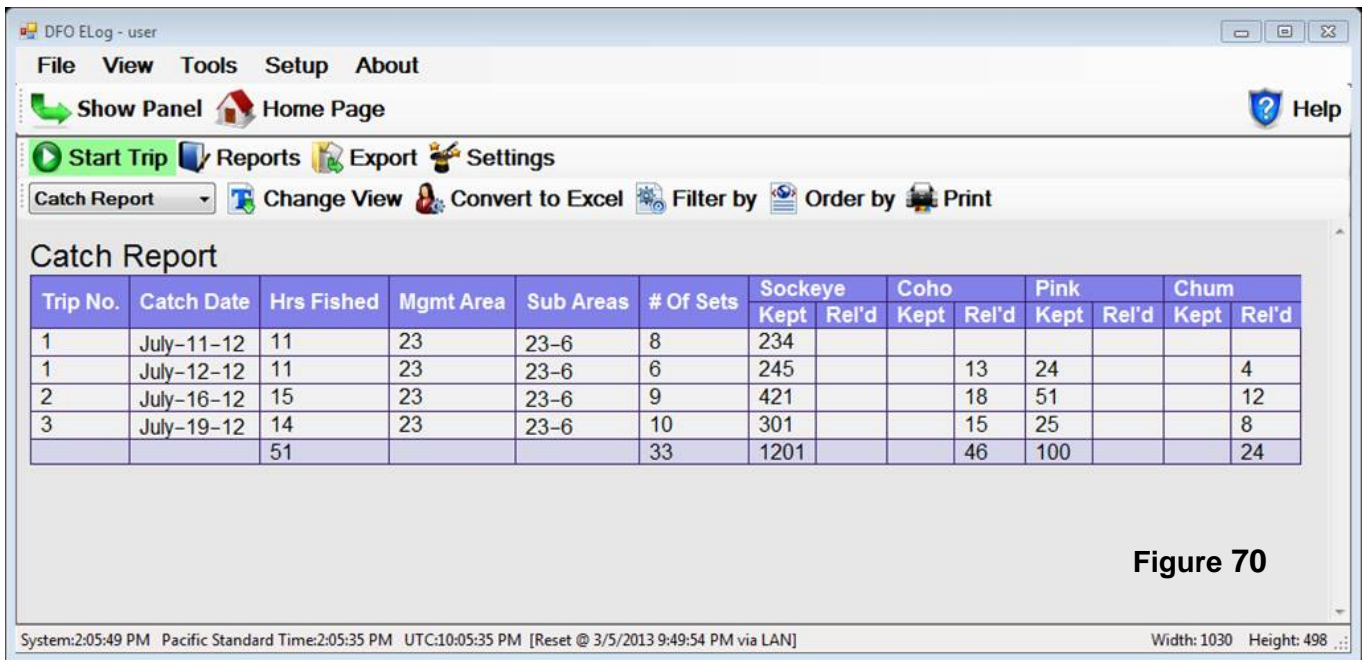 DFO ELog - user
File View Tools Setup About
Show Panel Home Page Help
Start Trip Reports Export Settings
Catch Report Change View Convert to Excel Filter by Order by Print
Catch Report
Trip No. Catch Date Hrs Fished Mgmt Area Sub Areas # Of Sets Sockeye Coho Pink Chum
Kept Rel'd Kept Rel'd Kept Rel'd Kept Rel'd
1 July-11-12 11 23 23-6 8 234
1 July-12-12 11 23 23-6 6 245 13 24 4
2 July-16-12 15 23 23-6 9 421 18 51 12
3 July-19-12 14 23 23-6 10 301 15 25 8
51 33 1201 46 100 24
Figure 70
System:2:05:49 PM Pacific Standard Time:2:05:35 PM UTC:10:05:35 PM [Reset @ 3/5/2013 9:49:54 PM via LAN] Width: 1030 Height: 498